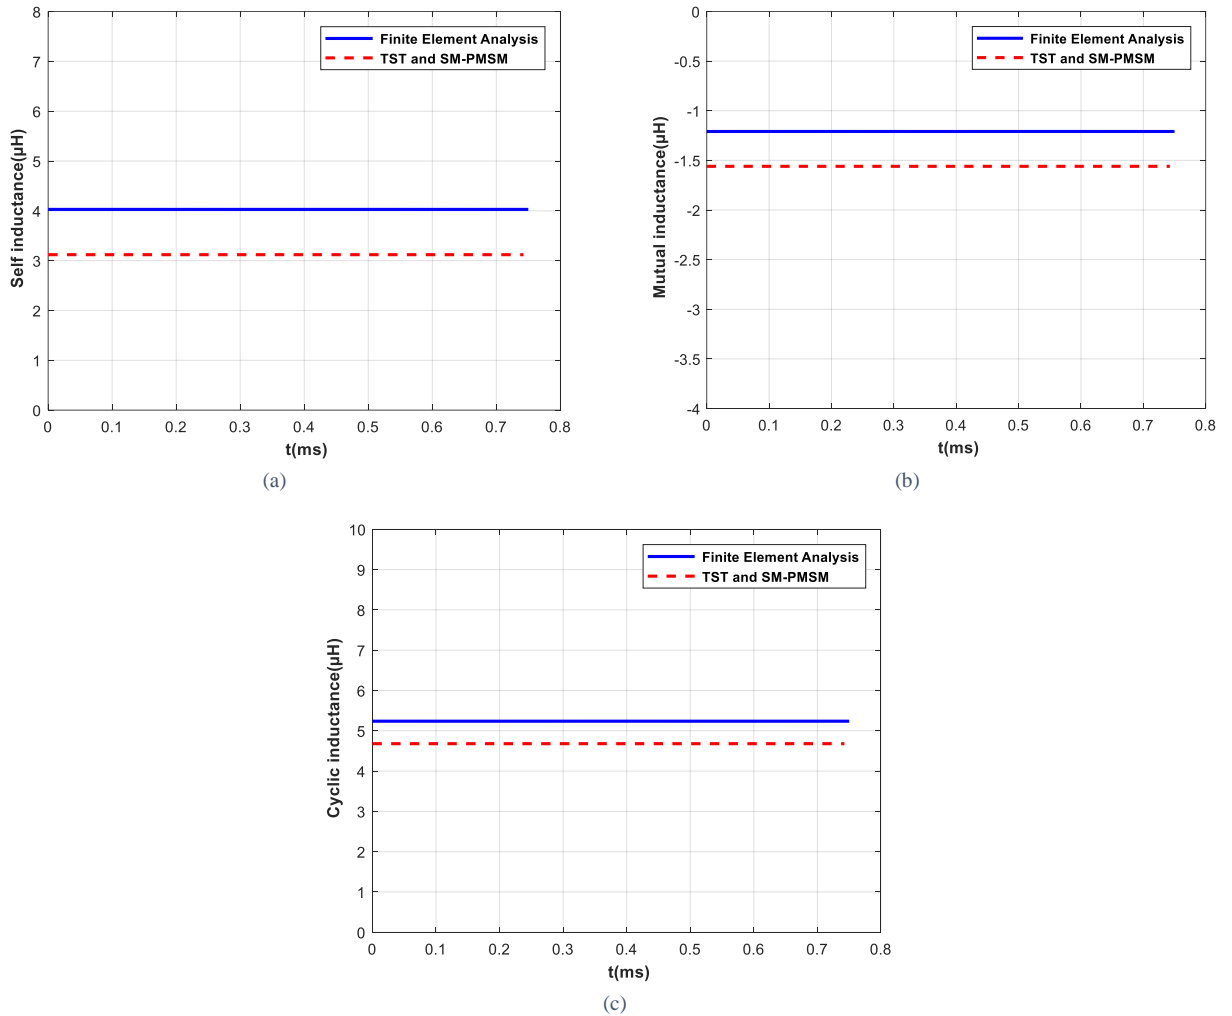 8
7
6
5
4
3
2
1
0
Self inductance(µH)
Finite Element Analysis
TST and SM-PMSM
0 0.1 0.2 0.3 0.4 0.5 0.6 0.7 0.8
t(ms)
(a)
0
-0.5
-1
-1.5
-2
-2.5
-3
-3.5
-4
Mutual inductance(µH)
Finite Element Analysis
TST and SM-PMSM
0 0.1 0.2 0.3 0.4 0.5 0.6 0.7 0.8
t(ms)
(b)
10
9
8
7
6
5
4
3
2
1
0
Cyclic inductance(µH)
Finite Element Analysis
TST and SM-PMSM
0 0.1 0.2 0.3 0.4 0.5 0.6 0.7 0.8
t(ms)
(c)